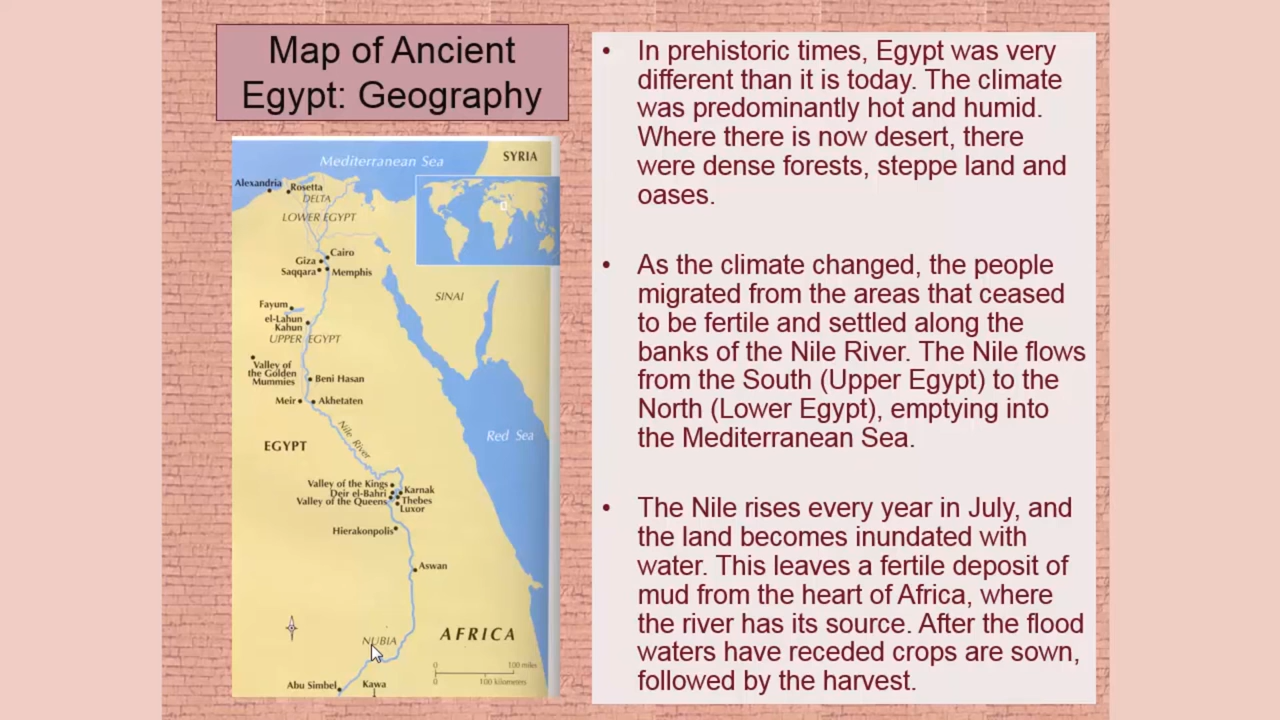 Map of Ancient
Egypt: Geography
Mediterranean Sea
SYRIA
Alexandria
Rosetta
DELTA
LOWER EGYPT
Cairo
Giza
Saqqara
Memphis
SINAI
Fayum
el-Lahun
Kahun
UPPER EGYPT
Valley of
the Golden
Mummies
Beni Hasan
Meir
Akhetaten
Nile River
Red Sea
EGYPT
Valley of the Kings
Karnak
Deir el-Bahri
Thebes
Valley of the Queens
Luxor
Hierakonpolis
Aswan
NUBIA
AFRICA
0
100 miles
0
100 kilometers
Abu Simbel
Kawa
• In prehistoric times, Egypt was very
different than it is today. The climate
was predominantly hot and humid.
Where there is now desert, there
were dense forests, steppe land and
oases.
• As the climate changed, the people
migrated from the areas that ceased
to be fertile and settled along the
banks of the Nile River. The Nile flows
from the South (Upper Egypt) to the
North (Lower Egypt), emptying into
the Mediterranean Sea.
• The Nile rises every year in July, and
the land becomes inundated with
water. This leaves a fertile deposit of
mud from the heart of Africa, where
the river has its source. After the flood
waters have receded crops are sown,
followed by the harvest.